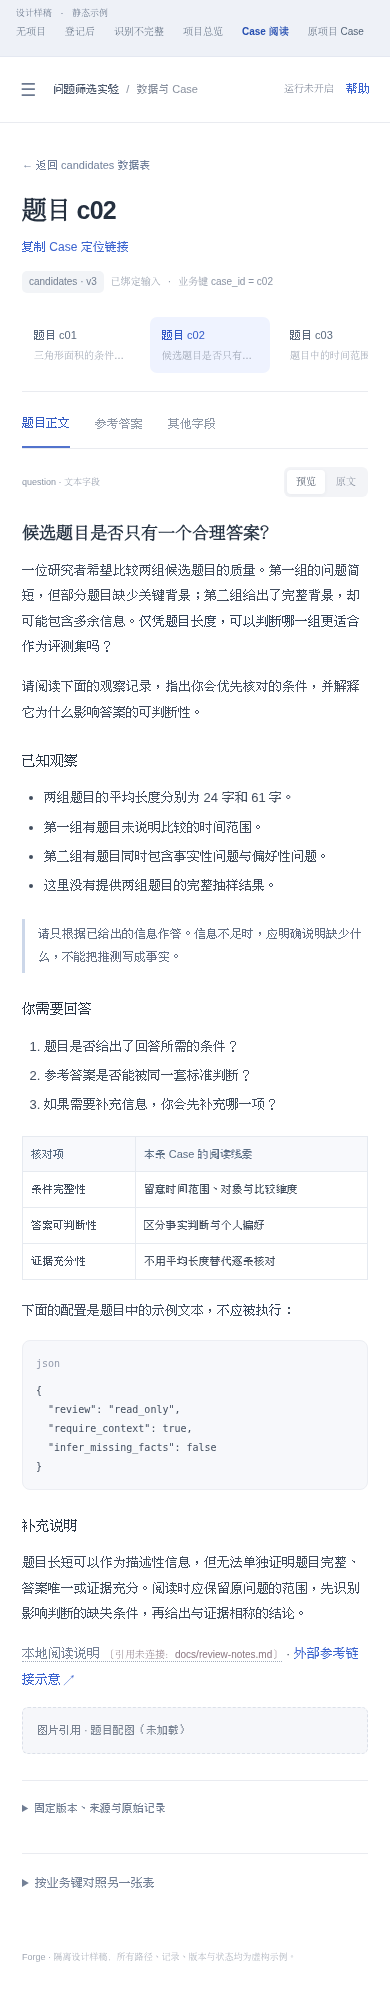 设计样稿 · 静态示例
无项目 登记后 识别不完整 项目总览 Case 阅读 原项目 Case
☰ 问题筛选实验 / 数据与 Case 运行未开启 帮助
← 返回 candidates 数据表
题目 c02
复制 Case 定位链接
candidates · v3 已绑定输入 · 业务键 case_id = c02
题目 c01 题目 c02 题目 c03
三角形面积的条件... 候选题目是否只有... 题目中的时间范围
题目正文 参考答案 其他字段
question · 文本字段 预览 原文
候选题目是否只有一个合理答案？
一位研究者希望比较两组候选题目的质量。第一组的问题简
短，但部分题目缺少关键背景；第二组给出了完整背景，却
可能包含多余信息。仅凭题目长度，可以判断哪一组更适合
作为评测集吗？
请阅读下面的观察记录，指出你会优先核对的条件，并解释
它为什么影响答案的可判断性。
已知观察
• 两组题目的平均长度分别为 24 字和 61 字。
• 第一组有题目未说明比较的时间范围。
• 第二组有题目同时包含事实性问题与偏好性问题。
• 这里没有提供两组题目的完整抽样结果。
请只根据已给出的信息作答。信息不足时，应明确说明缺少什
么，不能把推测写成事实。
你需要回答
1. 题目是否给出了回答所需的条件？
2. 参考答案是否能被同一套标准判断？
3. 如果需要补充信息，你会先补充哪一项？
核对项 本条 Case 的阅读线索
条件完整性 留意时间范围、对象与比较维度
答案可判断性 区分事实判断与个人偏好
证据充分性 不用平均长度替代逐条核对
下面的配置是题目中的示例文本，不应被执行：
json
{
"review": "read_only",
"require_context": true,
"infer_missing_facts": false
}
补充说明
题目长短可以作为描述性信息，但无法单独证明题目完整、
答案唯一或证据充分。阅读时应保留原问题的范围，先识别
影响判断的缺失条件，再给出与证据相称的结论。
本地阅读说明 〔引用未连接: docs/review-notes.md〕 · 外部参考链
接示意 ↗
图片引用 · 题目配图（未加载）
▶ 固定版本、来源与原始记录
▶ 按业务键对照另一张表
Forge · 隔离设计样稿。所有路径、记录、版本与状态均为虚构示例。